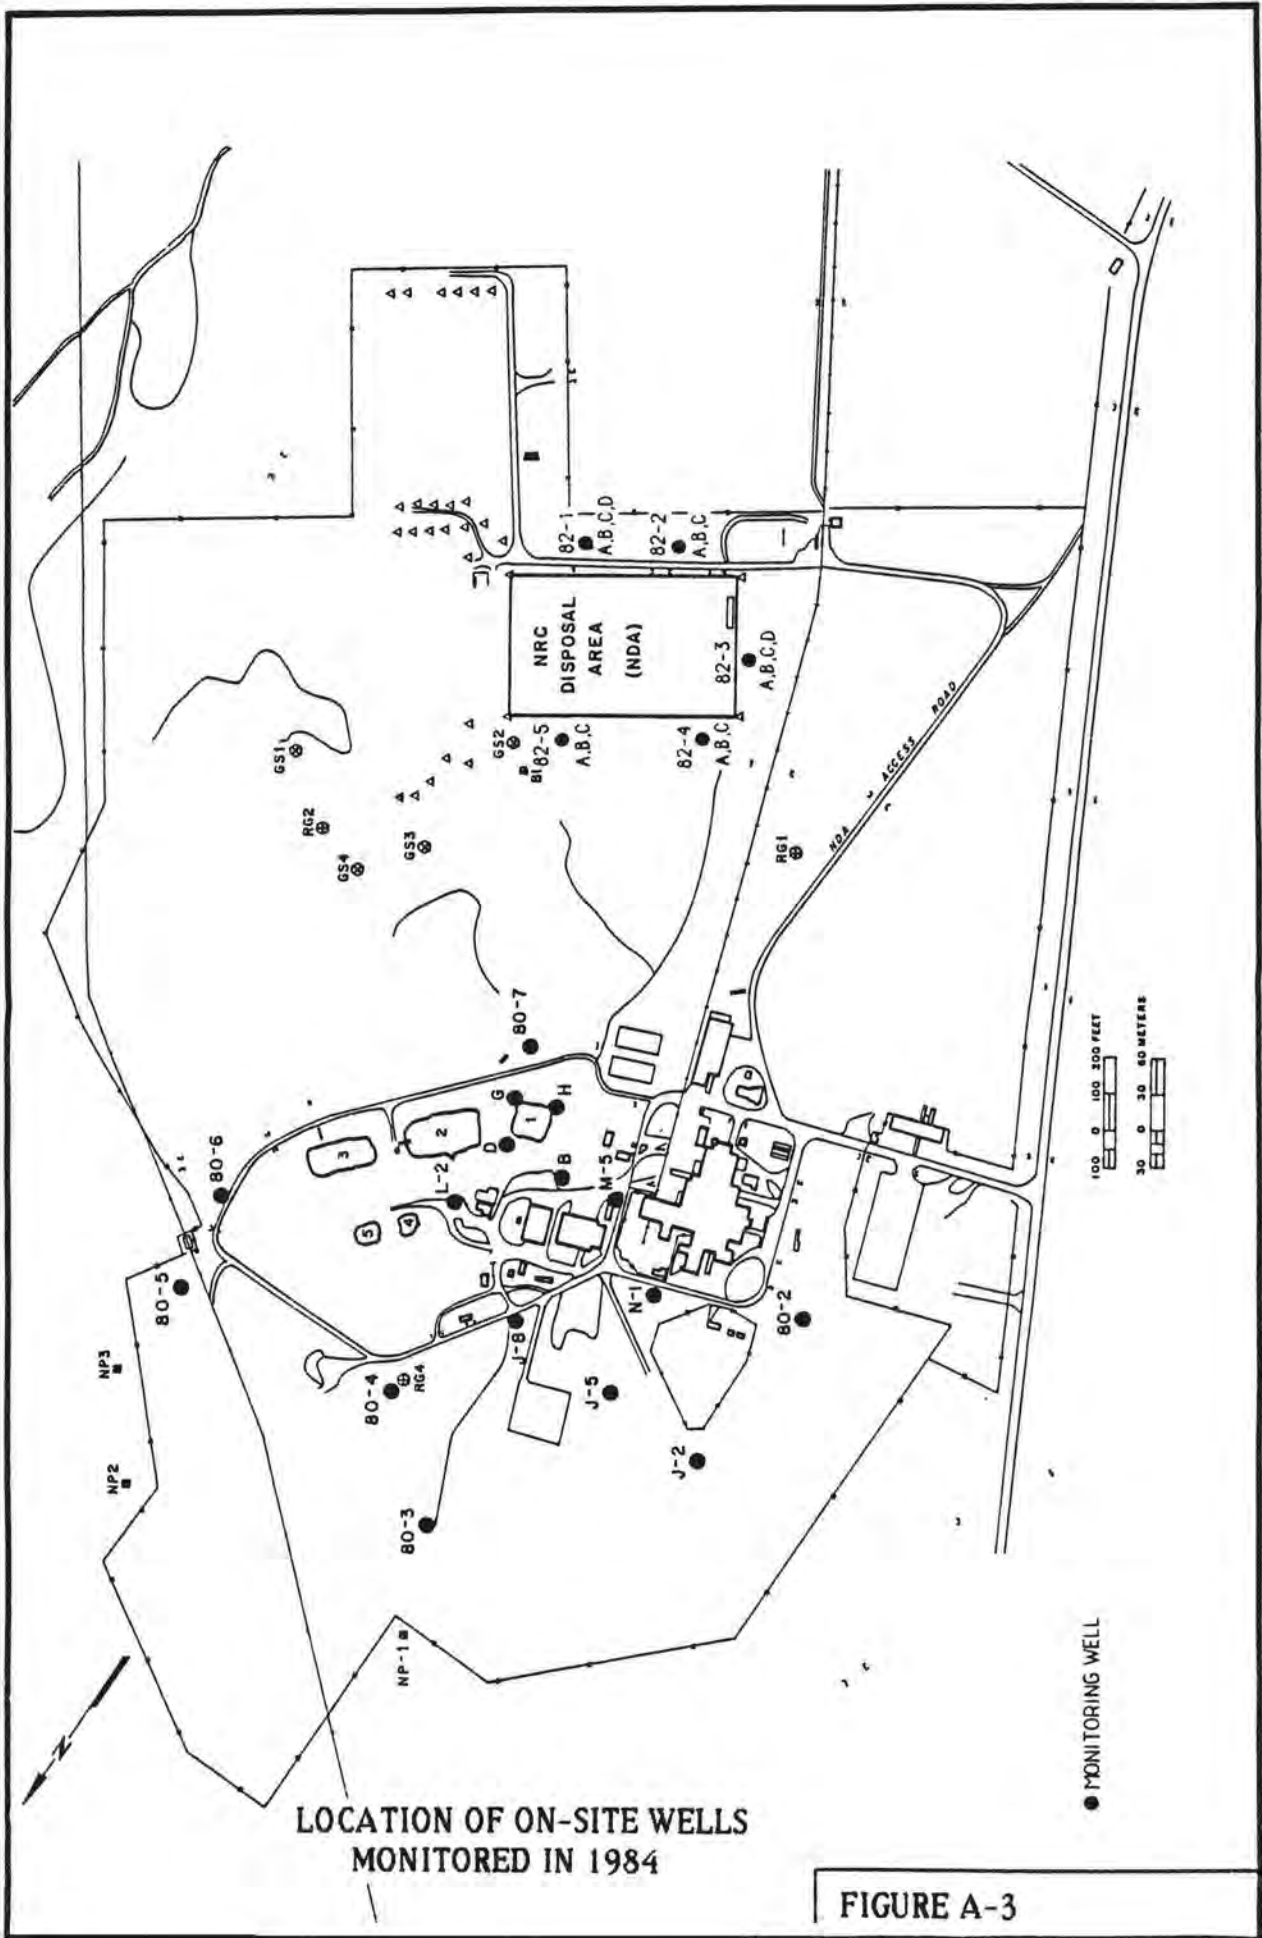 82-1
A,B,C,D
82-2
A,B,C
NRC
DISPOSAL
AREA
(NDA)
82-3
A,B,C,D
GS1
GS2
82-5
A,B,C
B1
82-4
A,B,C
NDA ACCESS ROAD
RG2
GS4
GS3
RG1
80-7
G
H
1
2
3
D
B
80-6
L-2
M-5
5
4
80-5
N-1
80-2
J-8
NP3
80-4
RG4
J-5
J-2
NP2
80-3
NP-1
N
100 0 100 200 FEET
30 0 30 60 METERS
MONITORING WELL
LOCATION OF ON-SITE WELLS
MONITORED IN 1984
FIGURE A-3